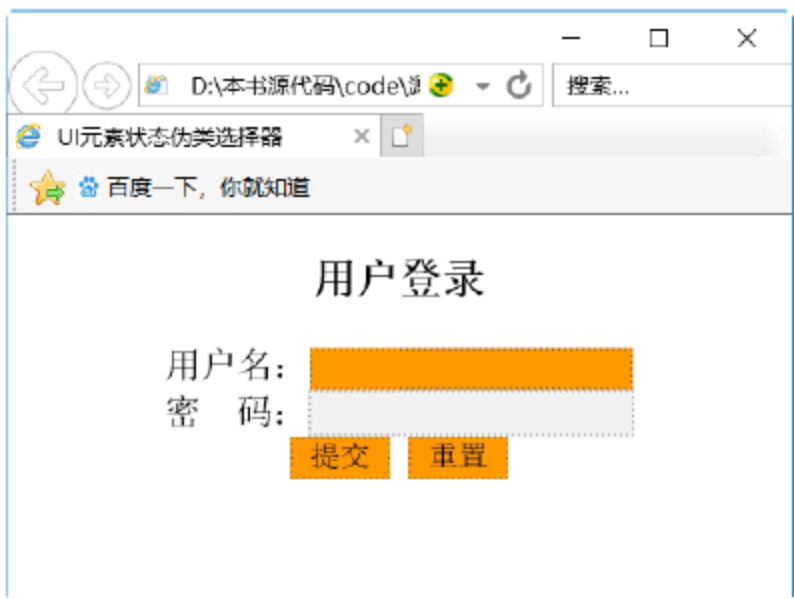 D:\本书源代码\code\
搜索...
UI元素状态伪类选择器
百度一下，你就知道
用户登录
用户名：
密 码：
提交 重置